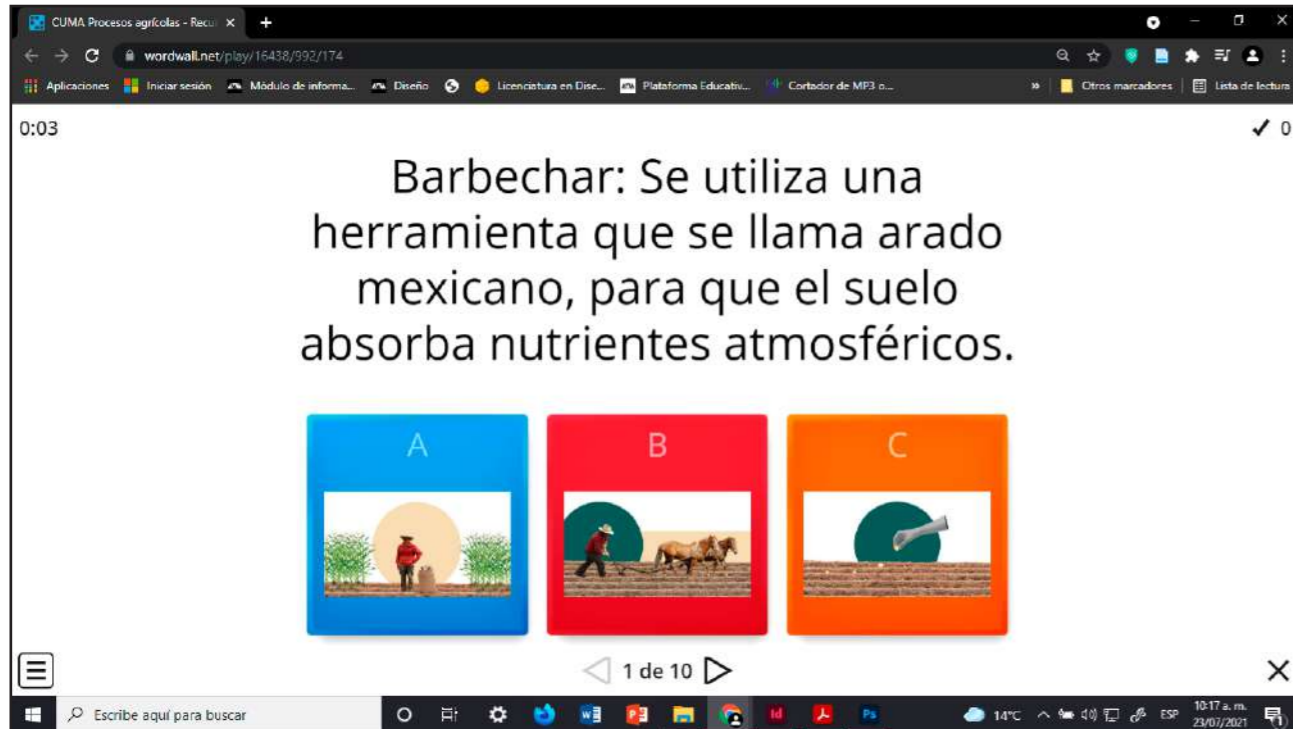 CUMA Procesos agrícolas - Recu
wordwall.net/play/16438/992/174
Aplicaciones Iniciar sesión Módulo de informa... Diseño Licenciatura en Dise... Plataforma Educativ... Cortador de MP3 o... » Otros marcadores Lista de lectura
0:03
0
Barbechar: Se utiliza una
herramienta que se llama arado
mexicano, para que el suelo
absorba nutrientes atmosféricos.
A B C
1 de 10
Escribe aquí para buscar
14°C ESP 10:17 a. m.
23/07/2021